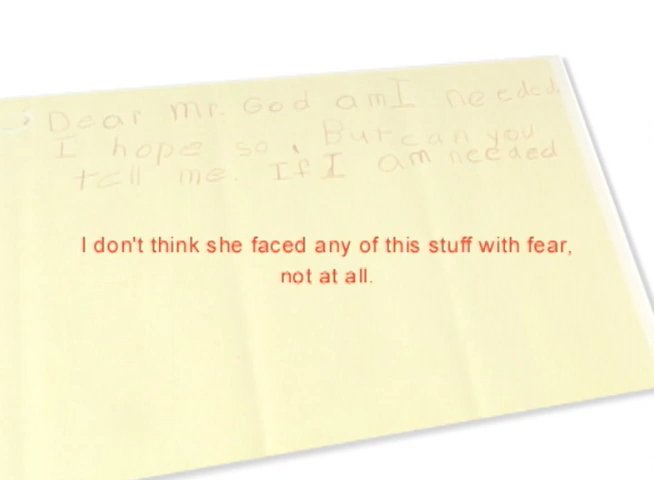 Dear Mr. God am I needed.
I hope so. But can you
tell me. If I am needed
I don't think she faced any of this stuff with fear,
not at all.